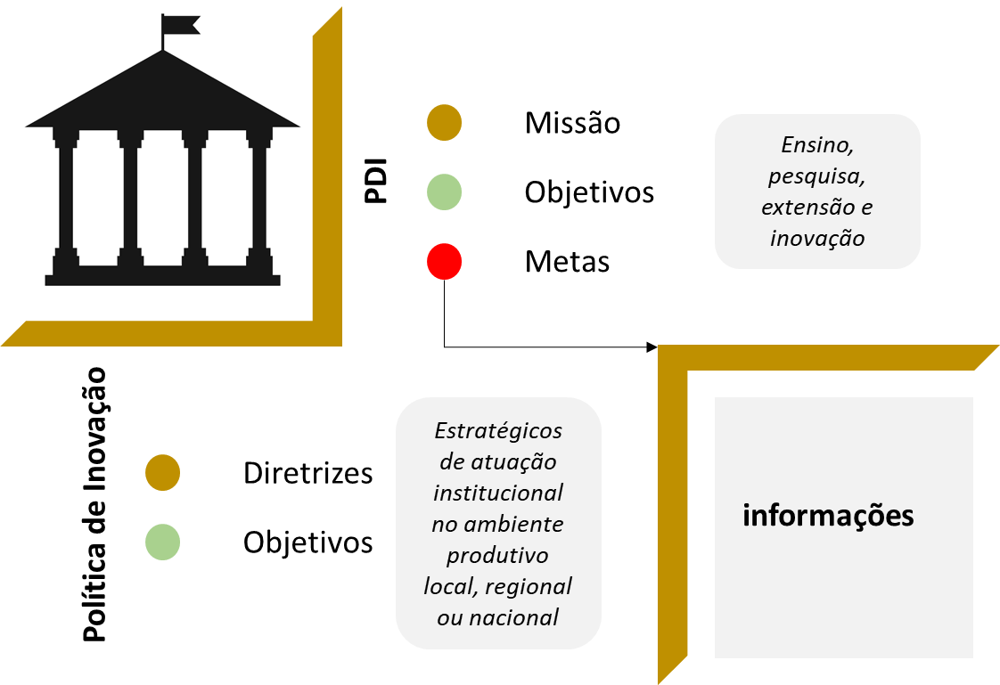 PDI
Missão
Objetivos
Metas
Ensino,
pesquisa,
extensão e
inovação
Política de Inovação
Diretrizes
Objetivos
Estratégicos
de atuação
institucional
no ambiente
produtivo
local, regional
ou nacional
informações